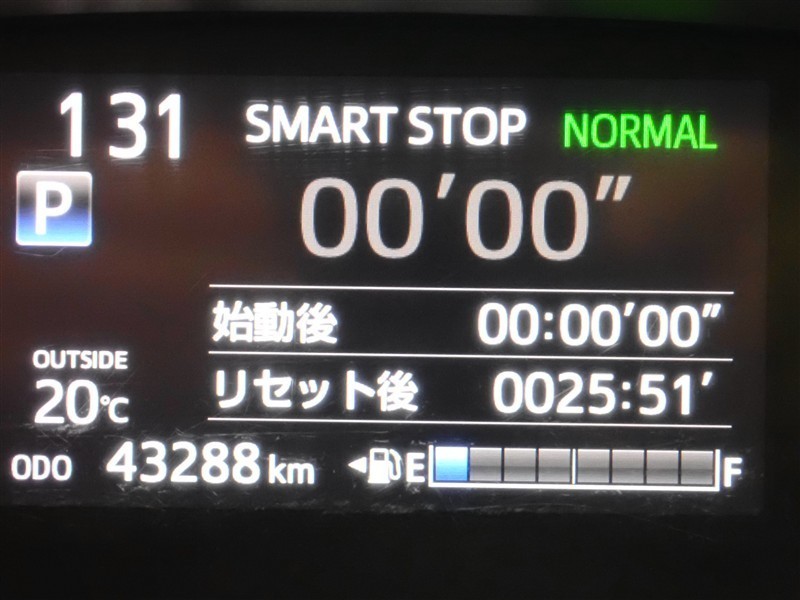 131 SMART STOP NORMAL
P 00'00"
始動後 00:00'00"
リセット後 0025:51'
OUTSIDE
20℃
ODO 43288 km E F